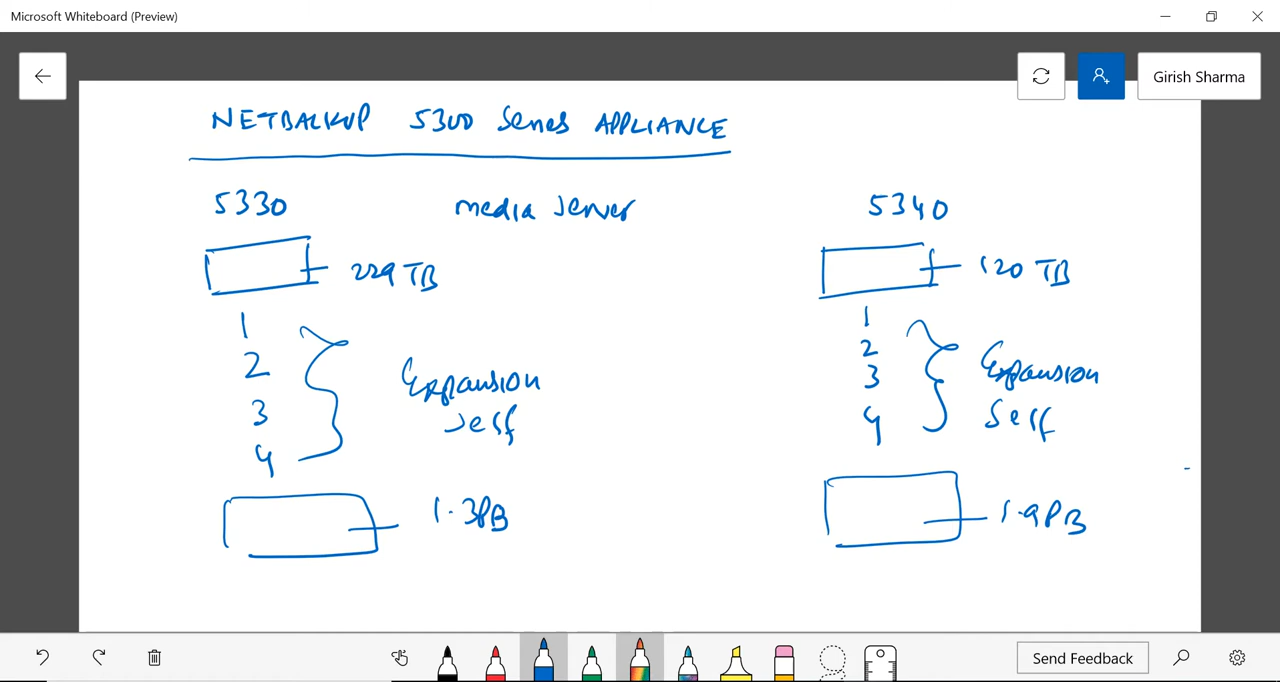 Microsoft Whiteboard (Preview)
Girish Sharma
NETBACKUP 5300 Series APPLIANCE
5330 media server 5340
229 TB 120 TB
1 1
2 2
3 3
4 4
Expansion Expansion
Self Self
1.3PB 1.9PB
Send Feedback